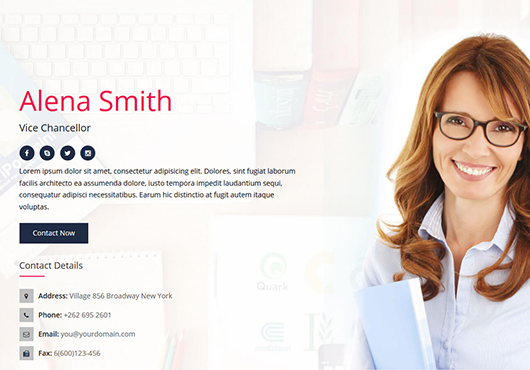 Alena Smith
Vice Chancellor
Lorem ipsum dolor sit amet, consectetur adipisicing elit. Dolores, sint fugiat laborum
facilis architecto ea assumenda dolore, iusto tempora impedit laudantium sequi,
consequatur adipisci necessitatibus. Earum hic distinctio at fugit autem itaque
voluptas,
Contact Now
Contact Details
Address: Village 856 Broadway New York
Phone: +262 695 2601
Email: you@yourdomain.com
Fax: 6(600)123-456
Quark